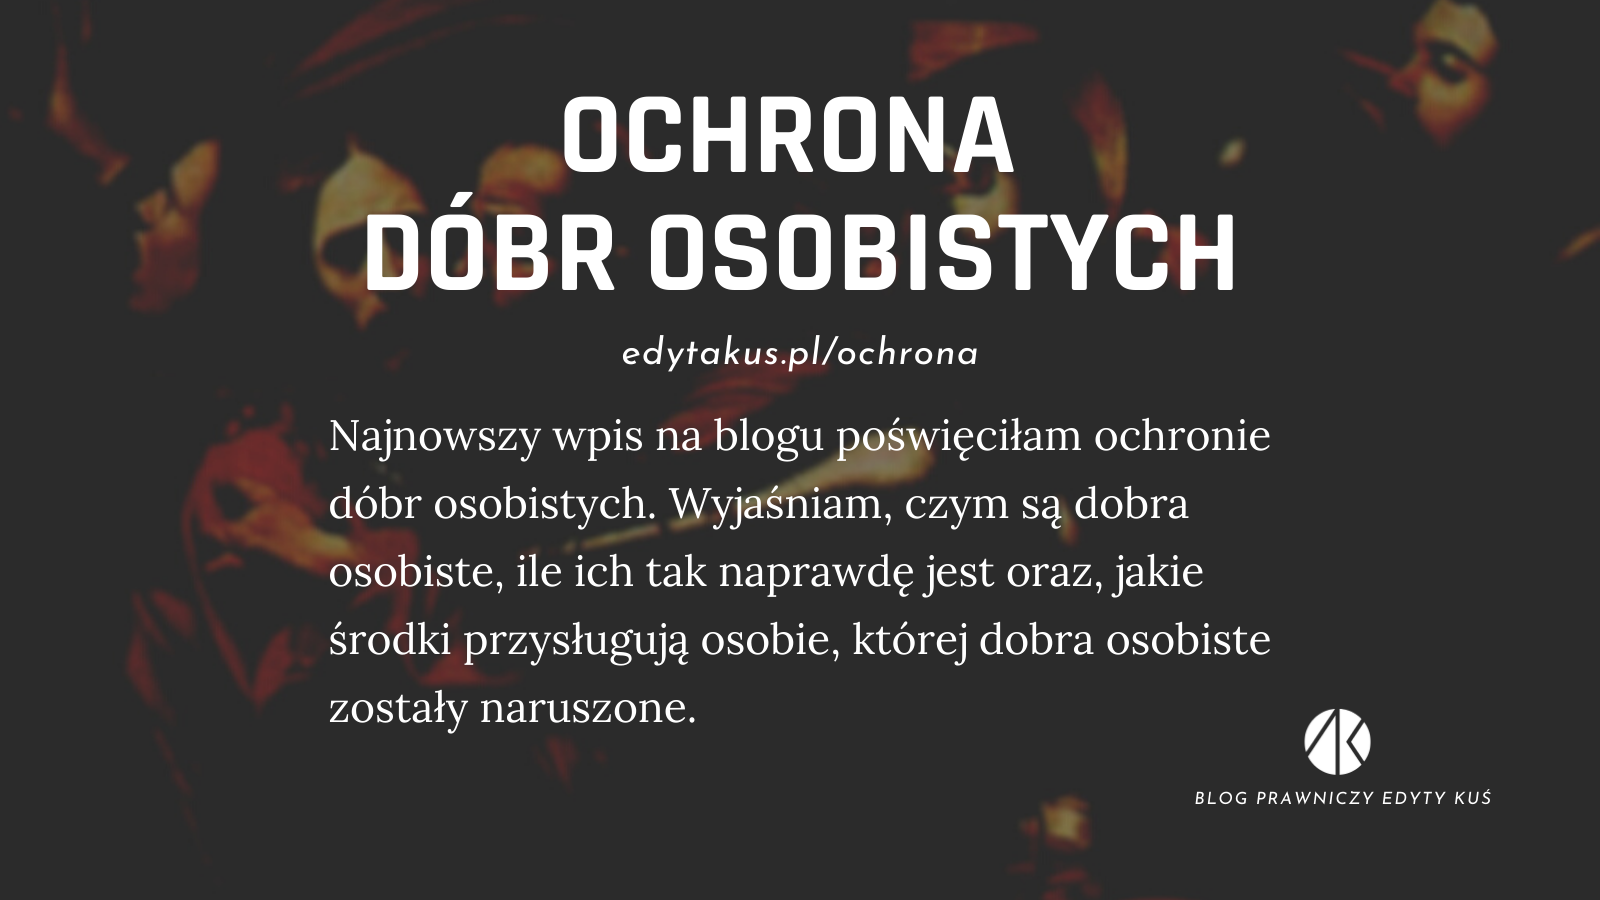 OCHRONA
DÓBR OSOBISTYCH
edytakus.pl/ochrona
Najnowszy wpis na blogu poświęciłam ochronie
dóbr osobistych. Wyjaśniam, czym są dobra
osobiste, ile ich tak naprawdę jest oraz, jakie
środki przysługują osobie, której dobra osobiste
zostały naruszone.
BLOG PRAWNICZY EDYTY KUŚ